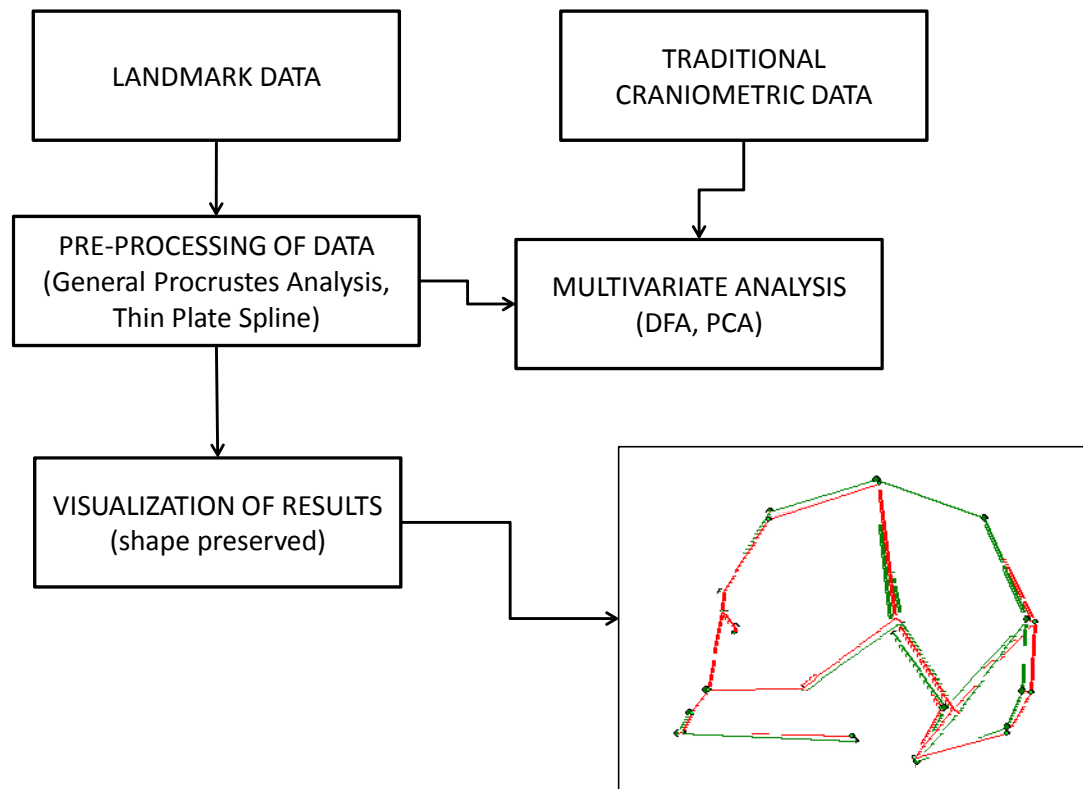 LANDMARK DATA
TRADITIONAL
CRANIOMETRIC DATA
PRE-PROCESSING OF DATA
(General Procrustes Analysis,
Thin Plate Spline)
MULTIVARIATE ANALYSIS
(DFA, PCA)
VISUALIZATION OF RESULTS
(shape preserved)